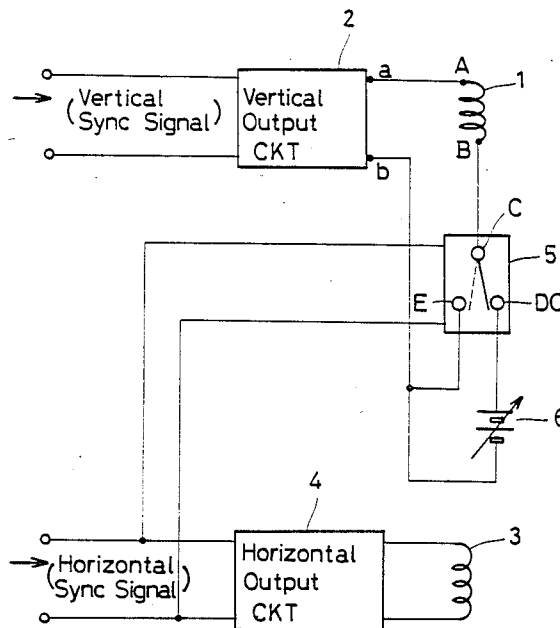 2
a
A
1
(Vertical
Sync Signal)
Vertical
Output
CKT
B
b
C
5
E
DC
6
4
3
(Horizontal
Sync Signal)
Horizontal
Output
CKT